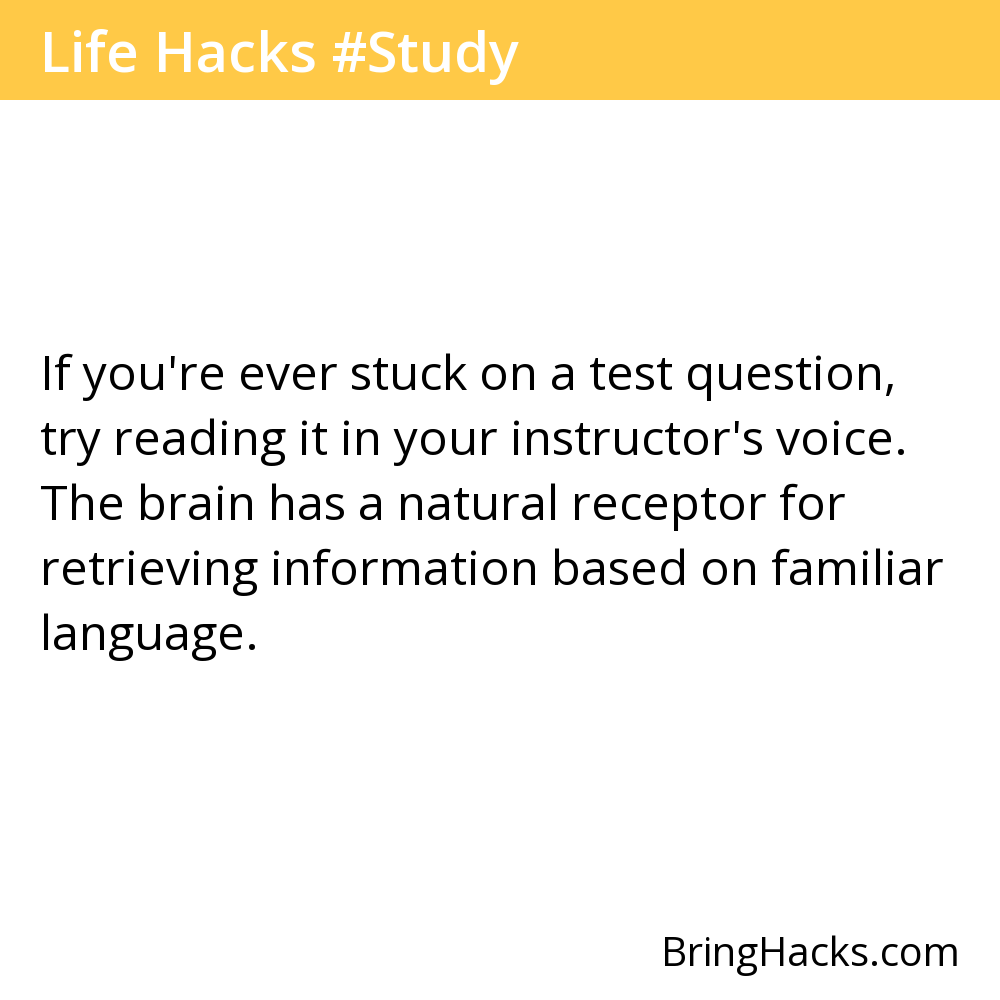 Life Hacks #Study
If you're ever stuck on a test question,
try reading it in your instructor's voice.
The brain has a natural receptor for
retrieving information based on familiar
language.
BringHacks.com